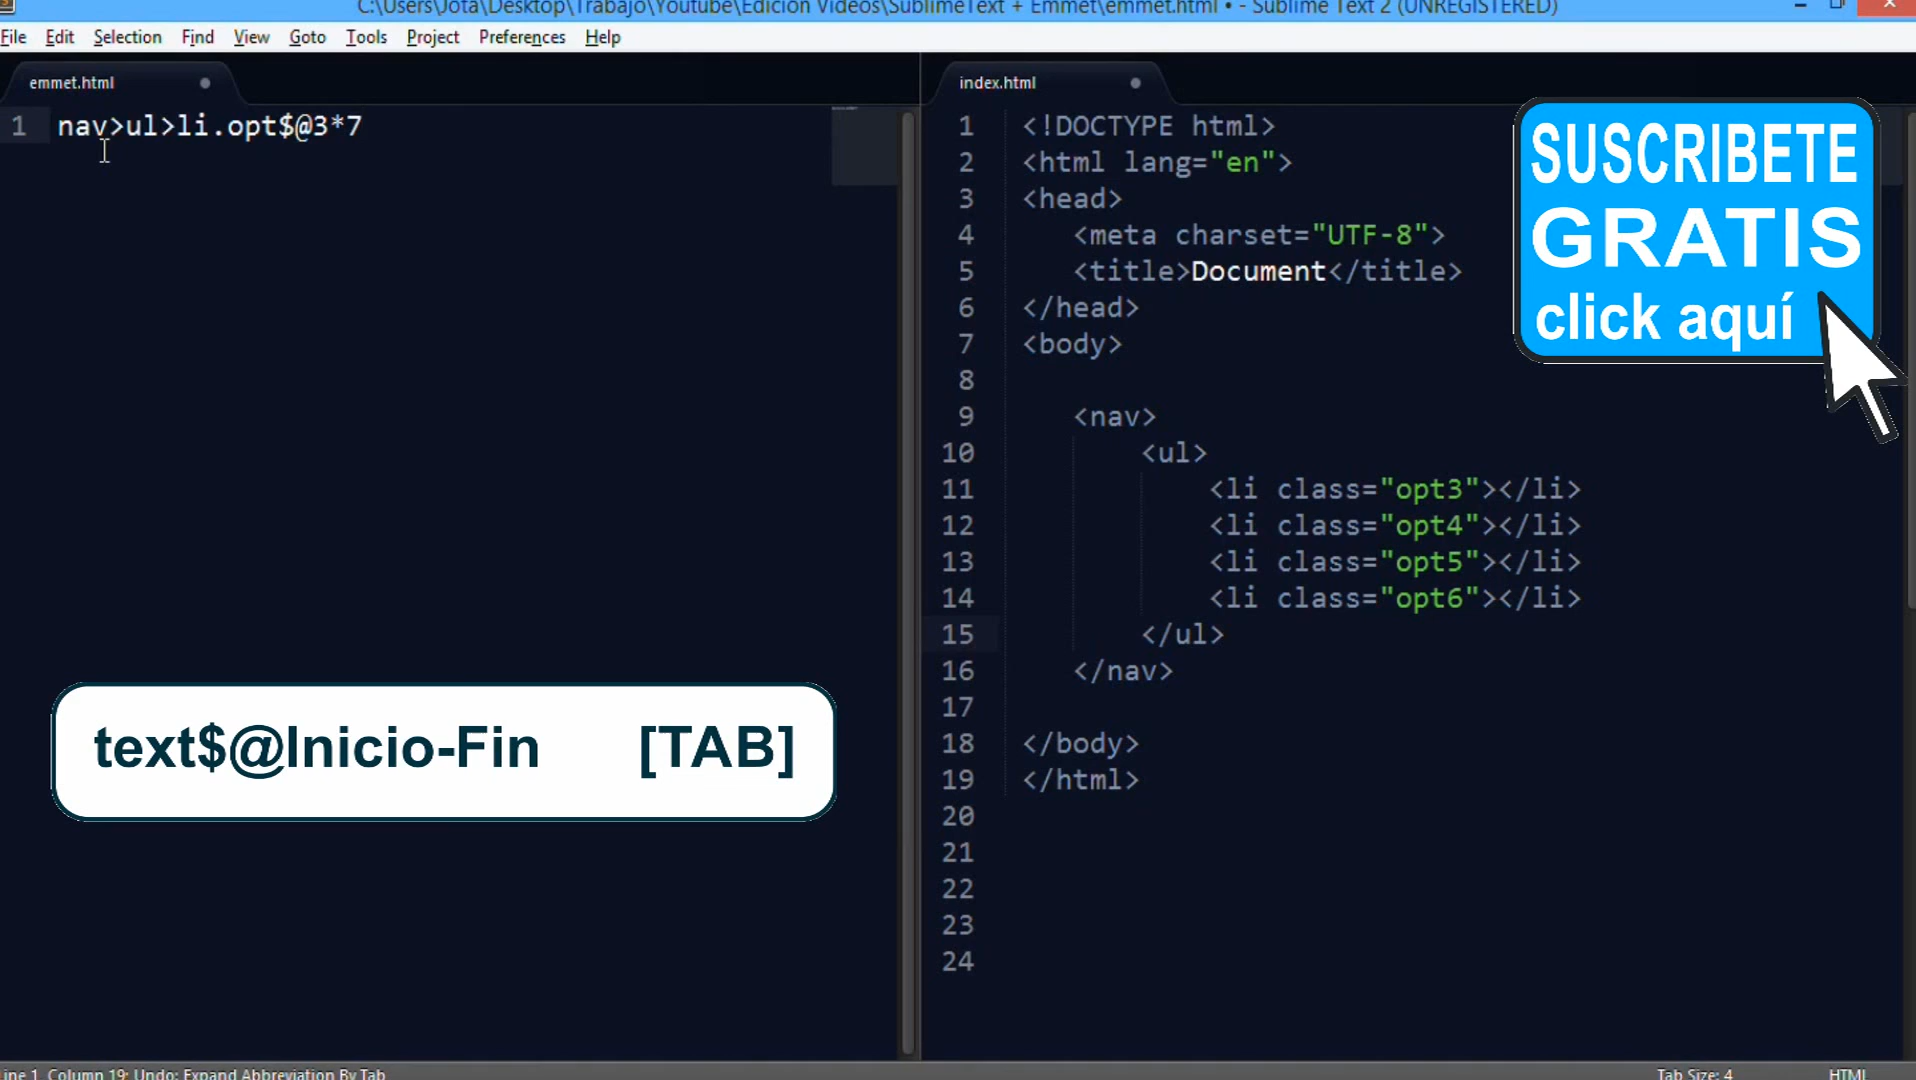 C:\Users\Jota\Desktop\Trabajo\Youtube\Edicion Videos\SublimeText + Emmet\emmet.html • - Sublime Text 2 (UNREGISTERED)
File Edit Selection Find View Goto Tools Project Preferences Help
emmet.html
1 nav>ul>li.opt$@3*7
text$@Inicio-Fin [TAB]
index.html
1 <!DOCTYPE html>
2 <html lang="en">
3 <head>
4 <meta charset="UTF-8">
5 <title>Document</title>
6 </head>
7 <body>
8
9 <nav>
10 <ul>
11 <li class="opt3"></li>
12 <li class="opt4"></li>
13 <li class="opt5"></li>
14 <li class="opt6"></li>
15 </ul>
16 </nav>
17
18 </body>
19 </html>
20
21
22
23
24
SUSCRIBETE
GRATIS
click aquí
Line 1, Column 19; Undo: Expand Abbreviation By Tab
Tab Size: 4 HTML